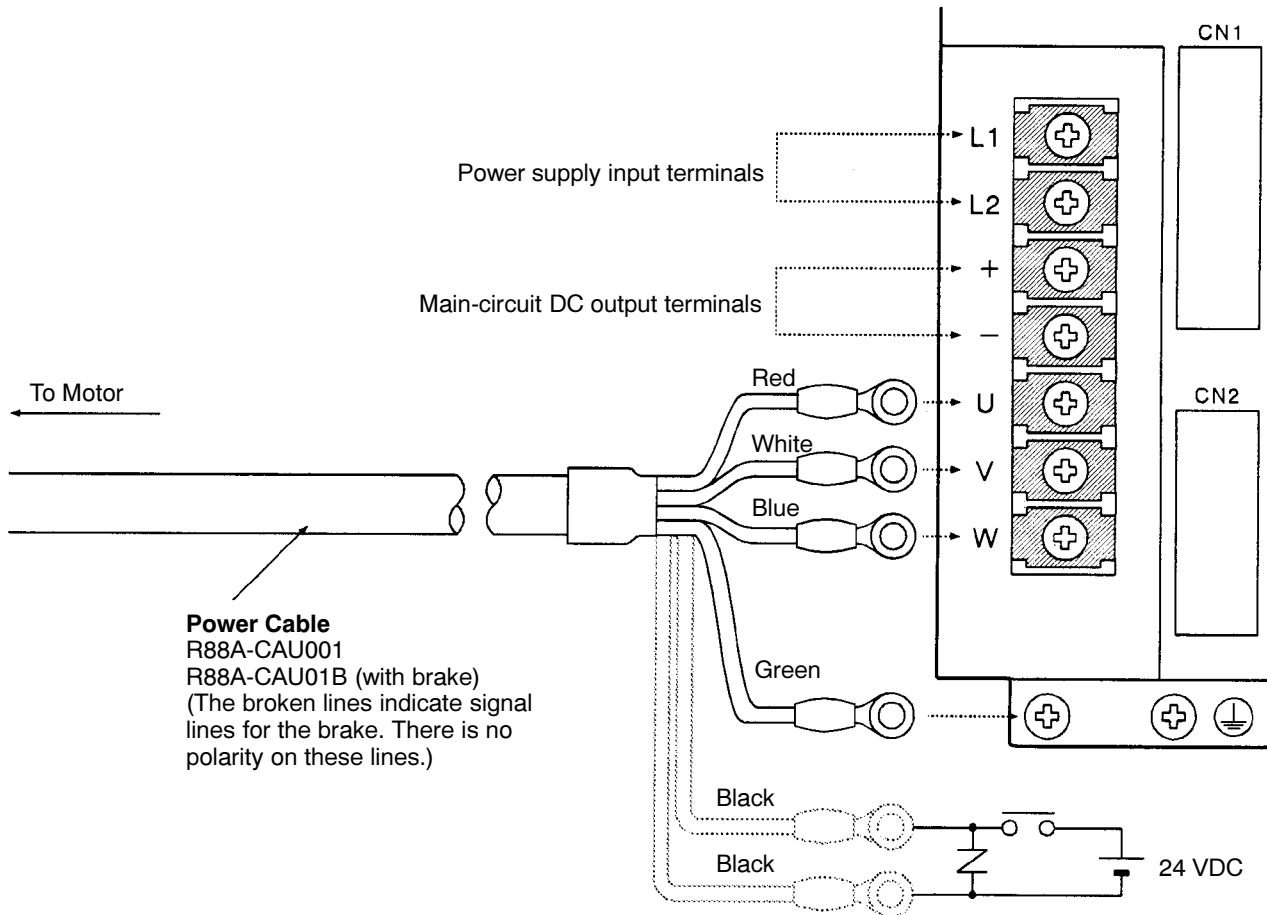 CN1
L1
Power supply input terminals
L2
+
Main-circuit DC output terminals
−
To Motor
Red
U
CN2
White
V
Blue
W
Power Cable
R88A-CAU001
R88A-CAU01B (with brake)
(The broken lines indicate signal
lines for the brake. There is no
polarity on these lines.)
Green
Black
Black
24 VDC